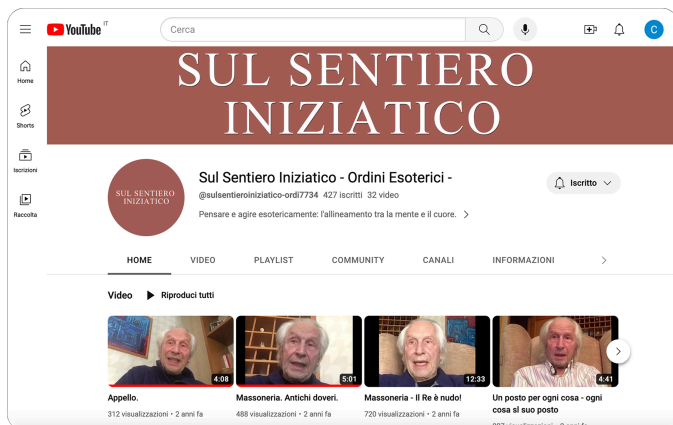 YouTube IT
Cerca
C
SUL SENTIERO
INIZIATICO
Home
Shorts
Iscrizioni
Raccolta
SUL SENTIERO
INIZIATICO
Sul Sentiero Iniziatico - Ordini Esoterici -
@sulsentieroiniziatico-ordi7734 427 iscritti 32 video
Pensare e agire esotericamente: l'allineamento tra la mente e il cuore.
Iscritto
HOME VIDEO PLAYLIST COMMUNITY CANALI INFORMAZIONI
Video Riproduci tutti
4:08 5:01 12:33 4:41
Appello. Massoneria. Antichi doveri. Massoneria - Il Re è nudo! Un posto per ogni cosa - ogni
cosa sl suo posto
312 visualizzazioni • 2 anni fa 488 visualizzazioni • 2 anni fa 720 visualizzazioni • 2 anni fa